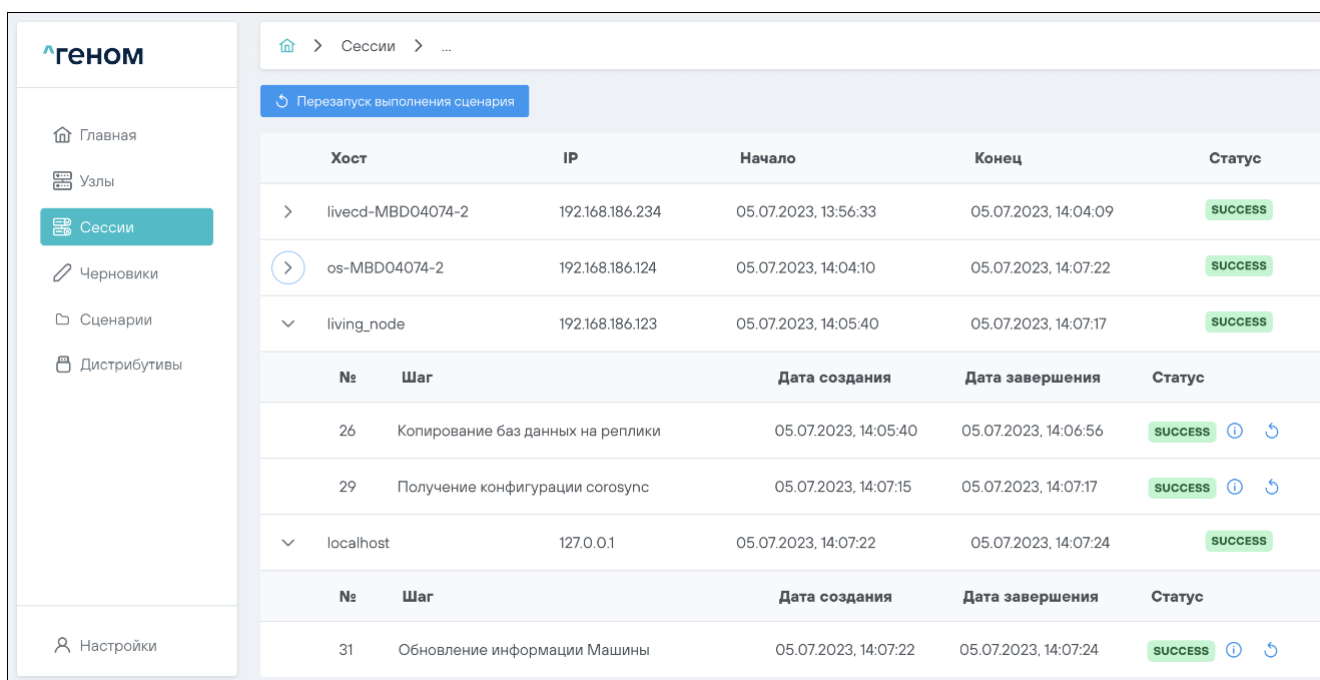 ^геном
Главная
Узлы
Сессии
Черновики
Сценарии
Дистрибутивы
Настройки
Сессии ...
Перезапуск выполнения сценария
Хост IP Начало Конец Статус
livecd-MBD04074-2 192.168.186.234 05.07.2023, 13:56:33 05.07.2023, 14:04:09 SUCCESS
os-MBD04074-2 192.168.186.124 05.07.2023, 14:04:10 05.07.2023, 14:07:22 SUCCESS
living_node 192.168.186.123 05.07.2023, 14:05:40 05.07.2023, 14:07:17 SUCCESS
№ Шаг Дата создания Дата завершения Статус
26 Копирование баз данных на реплики 05.07.2023, 14:05:40 05.07.2023, 14:06:56 SUCCESS
29 Получение конфигурации corosync 05.07.2023, 14:07:15 05.07.2023, 14:07:17 SUCCESS
localhost 127.0.0.1 05.07.2023, 14:07:22 05.07.2023, 14:07:24 SUCCESS
№ Шаг Дата создания Дата завершения Статус
31 Обновление информации Машины 05.07.2023, 14:07:22 05.07.2023, 14:07:24 SUCCESS